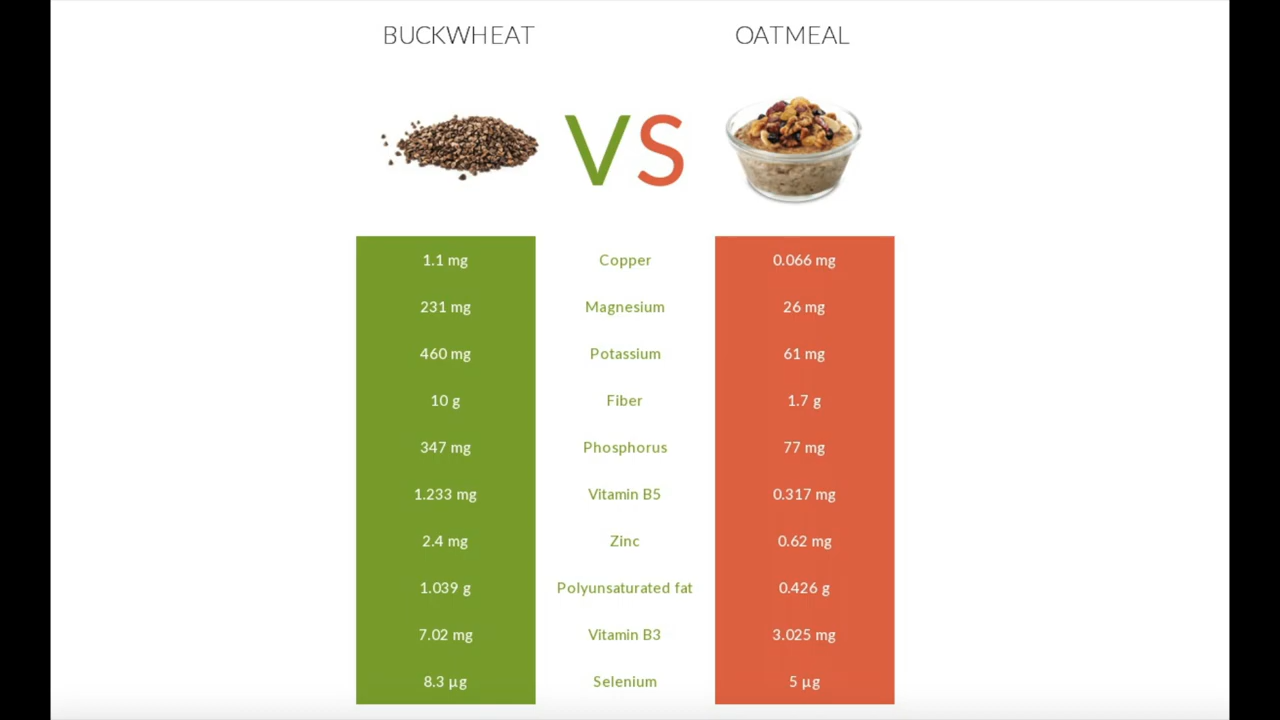 BUCKWHEAT OATMEAL
VS
1.1 mg Copper 0.066 mg
231 mg Magnesium 26 mg
460 mg Potassium 61 mg
10 g Fiber 1.7 g
347 mg Phosphorus 77 mg
1.233 mg Vitamin B5 0.317 mg
2.4 mg Zinc 0.62 mg
1.039 g Polyunsaturated fat 0.426 g
7.02 mg Vitamin B3 3.025 mg
8.3 µg Selenium 5 µg